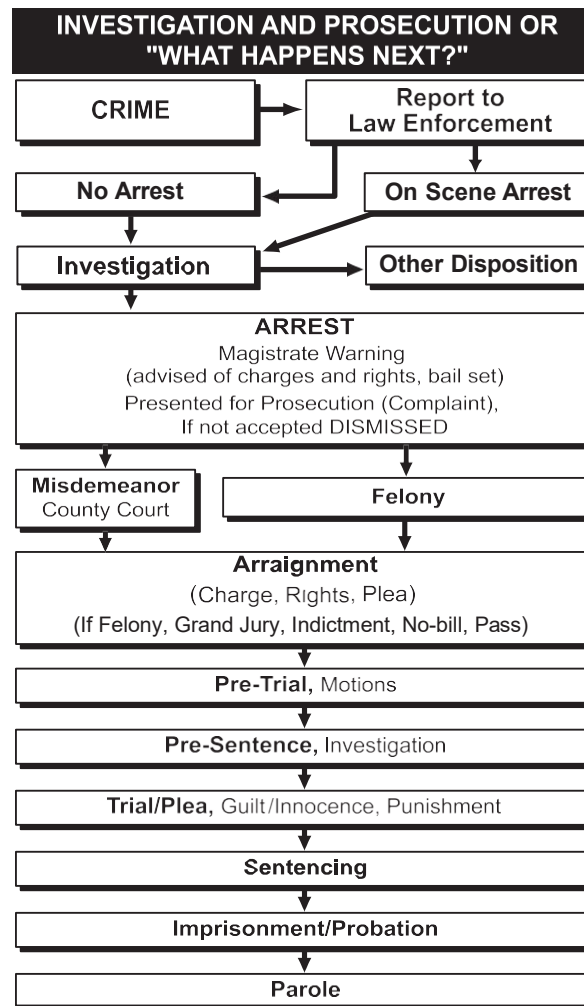 INVESTIGATION AND PROSECUTION OR
"WHAT HAPPENS NEXT?"
CRIME
Report to
Law Enforcement
No Arrest
On Scene Arrest
Investigation
Other Disposition
ARREST
Magistrate Warning
(advised of charges and rights, bail set)
Presented for Prosecution (Complaint),
If not accepted DISMISSED
Misdemeanor
County Court
Felony
Arraignment
(Charge, Rights, Plea)
(If Felony, Grand Jury, Indictment, No-bill, Pass)
Pre-Trial, Motions
Pre-Sentence, Investigation
Trial/Plea, Guilt/Innocence, Punishment
Sentencing
Imprisonment/Probation
Parole